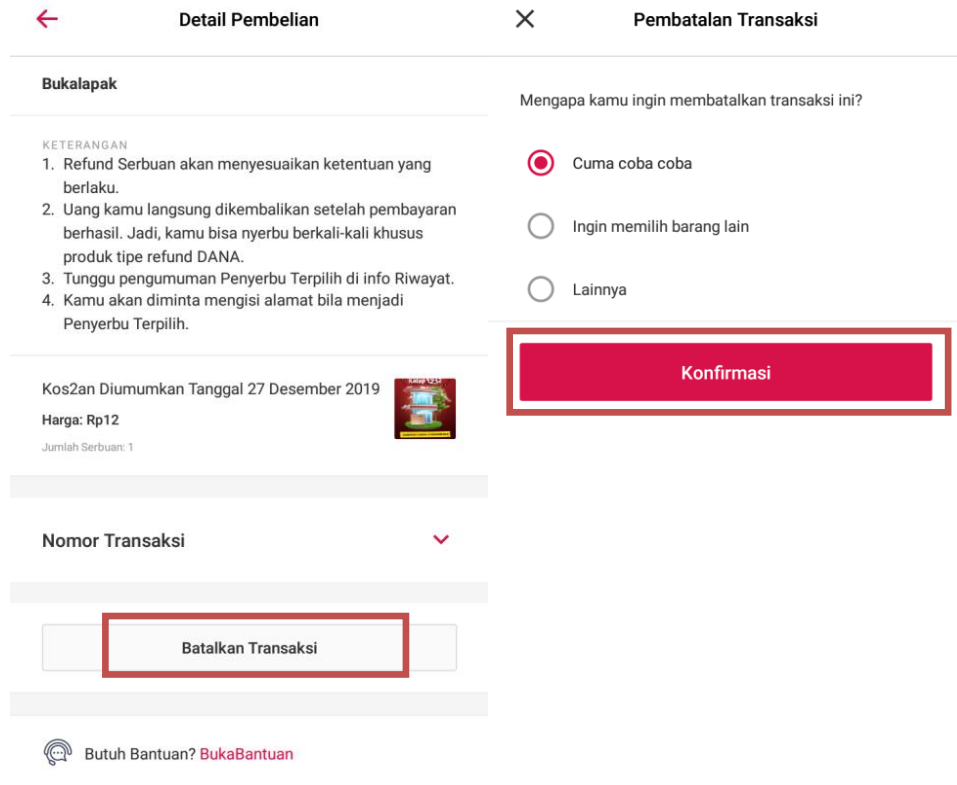 Detail Pembelian
Bukalapak
KETERANGAN
1. Refund Serbuan akan menyesuaikan ketentuan yang
berlaku.
2. Uang kamu langsung dikembalikan setelah pembayaran
berhasil. Jadi, kamu bisa nyerbu berkali-kali khusus
produk tipe refund DANA.
3. Tunggu pengumuman Penyerbu Terpilih di info Riwayat.
4. Kamu akan diminta mengisi alamat bila menjadi
Penyerbu Terpilih.
Kos2an Diumumkan Tanggal 27 Desember 2019
Harga: Rp12
Jumlah Serbuan: 1
Nomor Transaksi
Batalkan Transaksi
Butuh Bantuan? BukaBantuan
Pembatalan Transaksi
Mengapa kamu ingin membatalkan transaksi ini?
Cuma coba coba
Ingin memilih barang lain
Lainnya
Konfirmasi